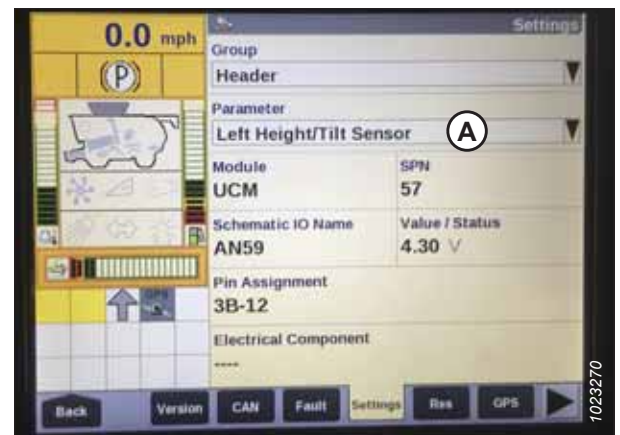 0.0 mph
Settings
(P)
Group
Header
Parameter
Left Height/Tilt Sensor
A
Module
SPN
UCM
57
Schematic IO Name
Value / Status
AN59
4.30 V
Pin Assignment
3B-12
GPS
Electrical Component
----
Back
Version
CAN
Fault
Settings
Res
GPS
1023270